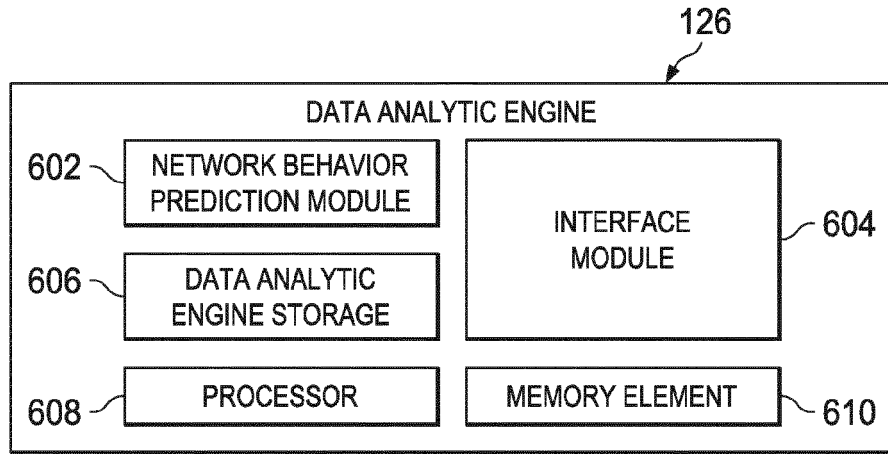 126
DATA ANALYTIC ENGINE
602
NETWORK BEHAVIOR
PREDICTION MODULE
INTERFACE
MODULE
604
606
DATA ANALYTIC
ENGINE STORAGE
608
PROCESSOR
MEMORY ELEMENT
610